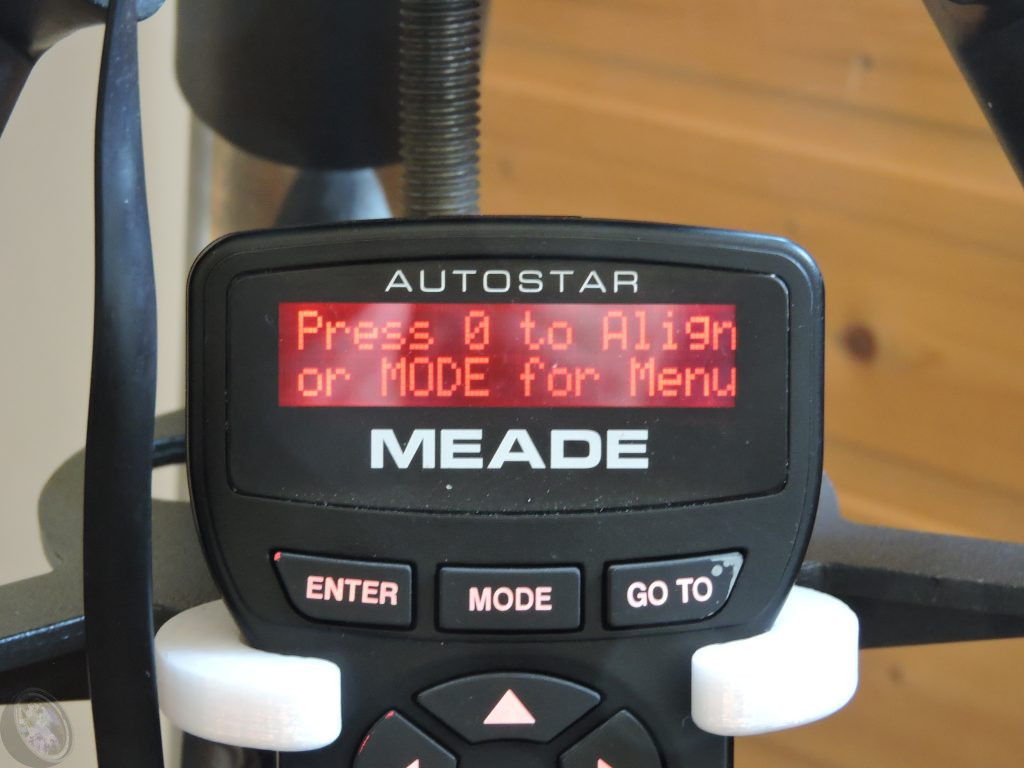 AUTOSTAR
Press 0 to Align
or MODE for Menu
MEADE
ENTER
MODE
GO TO